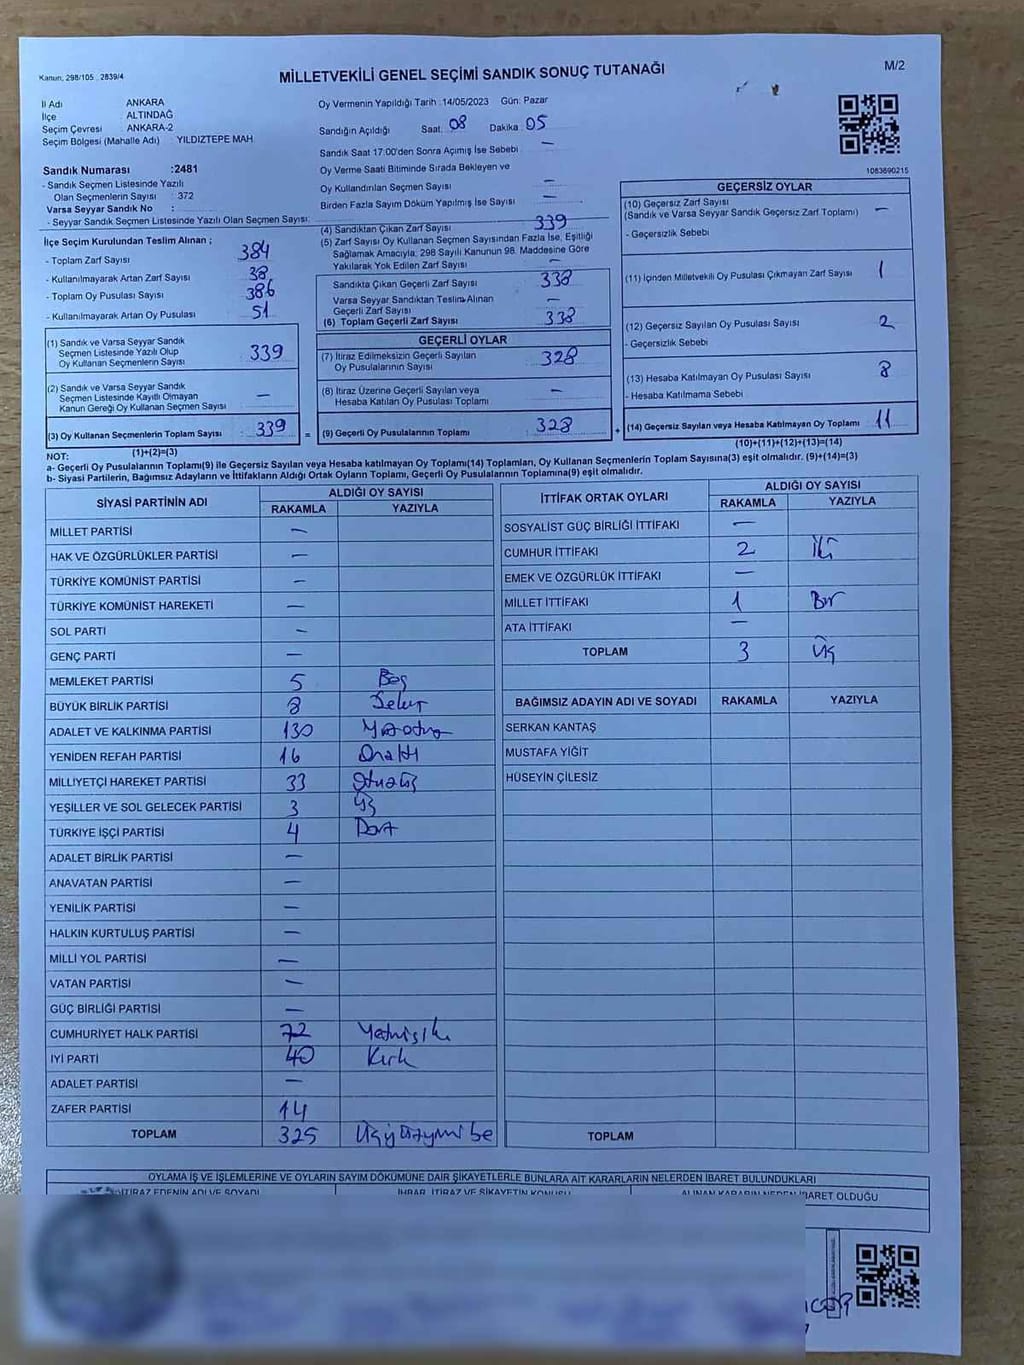 Kanun, 298/105 2839/4
MİLLETVEKİLİ GENEL SEÇİMİ SANDIK SONUÇ TUTANAĞI
M/2
İl Adı ANKARA
İlçe ALTINDAĞ
Seçim Çevresi ANKARA-2
Seçim Bölgesi (Mahalle Adı) YILDIZTEPE MAH.
Oy Vermenin Yapıldığı Tarih :14/05/2023 Gün: Pazar
Sandığın Açıldığı Saat: 08 Dakika: 05
Sandık Saat 17:00'den Sonra Açımış İse Sebebi —
Oy Verme Saati Bitiminde Sırada Bekleyen ve
Oy Kullandırılan Seçmen Sayısı —
Birden Fazla Sayım Döküm Yapılmış İse Sayısı —
1083690215
Sandık Numarası :2481
- Sandık Seçmen Listesinde Yazılı
Olan Seçmenlerin Sayısı : 372
Varsa Seyyar Sandık No :
- Seyyar Sandık Seçmen Listesinde Yazılı Olan Seçmen Sayısı:
İlçe Seçim Kurulundan Teslim Alınan ;
- Toplam Zarf Sayısı 384
- Kullanılmayarak Artan Zarf Sayısı 38
- Toplam Oy Pusulası Sayısı 386
- Kullanılmayarak Artan Oy Pusulası 51
(1) Sandık ve Varsa Seyyar Sandık
Seçmen Listesinde Yazılı Olup
Oy Kullanan Seçmenlerin Sayısı 339
(2) Sandık ve Varsa Seyyar Sandık
Seçmen Listesinde Kayıtlı Olmayan
Kanun Gereği Oy Kullanan Seçmen Sayısı —
(3) Oy Kullanan Seçmenlerin Toplam Sayısı : 339 =
(1)+(2)=(3)
(4) Sandıktan Çıkan Zarf Sayısı 339
(5) Zarf Sayısı Oy Kullanan Seçmen Sayısından Fazla İse, Eşitliği
Sağlamak Amacıyla; 298 Sayılı Kanunun 98. Maddesine Göre
Yakılarak Yok Edilen Zarf Sayısı —
Sandıkta Çıkan Geçerli Zarf Sayısı 338
Varsa Seyyar Sandıktan Teslim Alınan
Geçerli Zarf Sayısı —
(6) Toplam Geçerli Zarf Sayısı 338
GEÇERLİ OYLAR
(7) İtiraz Edilmeksizin Geçerli Sayılan
Oy Pusulalarının Sayısı 328
(8) İtiraz Üzerine Geçerli Sayılan veya
Hesaba Katılan Oy Pusulası Toplamı —
(9) Geçerli Oy Pusulalarının Toplamı 328 +
GEÇERSİZ OYLAR
(10) Geçersiz Zarf Sayısı
(Sandık ve Varsa Seyyar Sandık Geçersiz Zarf Toplamı) —
- Geçersizlik Sebebi
(11) İçinden Milletvekili Oy Pusulası Çıkmayan Zarf Sayısı 1
(12) Geçersiz Sayılan Oy Pusulası Sayısı 2
- Geçersizlik Sebebi
(13) Hesaba Katılmayan Oy Pusulası Sayısı 8
- Hesaba Katılmama Sebebi
(14) Geçersiz Sayılan veya Hesaba Katılmayan Oy Toplamı 11
(10)+(11)+(12)+(13)=(14)
NOT:
a- Geçerli Oy Pusulalarının Toplamı(9) ile Geçersiz Sayılan veya Hesaba katılmayan Oy Toplamı(14) Toplamları, Oy Kullanan Seçmenlerin Toplam Sayısına(3) eşit olmalıdır. (9)+(14)=(3)
b- Siyasi Partilerin, Bağımsız Adayların ve İttifakların Aldığı Ortak Oyların Toplamı, Geçerli Oy Pusulalarının Toplamına(9) eşit olmalıdır.
SİYASİ PARTİNİN ADI
ALDIĞI OY SAYISI
RAKAMLA YAZIYLA
MİLLET PARTİSİ —
HAK VE ÖZGÜRLÜKLER PARTİSİ —
TÜRKİYE KOMÜNİST PARTİSİ —
TÜRKİYE KOMÜNİST HAREKETİ —
SOL PARTİ —
GENÇ PARTİ —
MEMLEKET PARTİSİ 5 Beş
BÜYÜK BİRLİK PARTİSİ 8 Sekiz
ADALET VE KALKINMA PARTİSİ 130 Yüzotuz
YENİDEN REFAH PARTİSİ 16 Onaltı
MİLLİYETÇİ HAREKET PARTİSİ 33 Otuzüç
YEŞİLLER VE SOL GELECEK PARTİSİ 3 Üç
TÜRKİYE İŞÇİ PARTİSİ 4 Dört
ADALET BİRLİK PARTİSİ —
ANAVATAN PARTİSİ —
YENİLİK PARTİSİ —
HALKIN KURTULUŞ PARTİSİ —
MİLLİ YOL PARTİSİ —
VATAN PARTİSİ —
GÜÇ BİRLİĞİ PARTİSİ —
CUMHURİYET HALK PARTİSİ 72 Yetmişiki
İYİ PARTİ 40 Kırk
ADALET PARTİSİ —
ZAFER PARTİSİ 14
TOPLAM 325 Üçyüzyirmi be
İTTİFAK ORTAK OYLARI
ALDIĞI OY SAYISI
RAKAMLA YAZIYLA
SOSYALİST GÜÇ BİRLİĞİ İTTİFAKI —
CUMHUR İTTİFAKI 2 İki
EMEK VE ÖZGÜRLÜK İTTİFAKI —
MİLLET İTTİFAKI 1 Bir
ATA İTTİFAKI —
TOPLAM 3 Üç
BAĞIMSIZ ADAYIN ADI VE SOYADI RAKAMLA YAZIYLA
SERKAN KANTAŞ
MUSTAFA YİĞİT
HÜSEYİN ÇİLESİZ
TOPLAM
OYLAMA İŞ VE İŞLEMLERİNE VE OYLARIN SAYIM DÖKÜMÜNE DAİR ŞİKAYETLERLE BUNLARA AİT KARARLARIN NELERDEN İBARET BULUNDUKLARI
İTİRAZ EDENİN ADI VE SOYADI İHBAR, İTİRAZ VE ŞİKAYETİN KONUSU ALINAN KARARIN NEDEN İBARET OLDUĞU